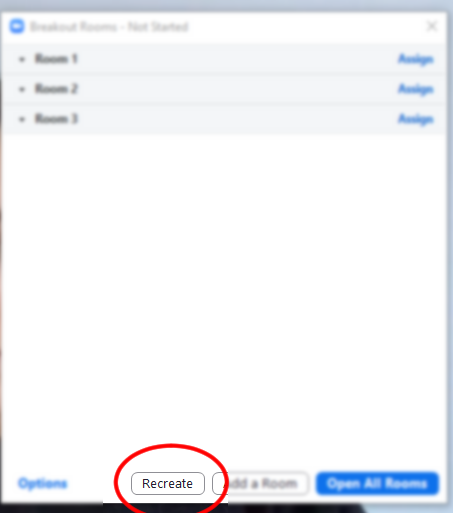 Breakout Rooms - Not Started
Room 1 Assign
Room 2 Assign
Room 3 Assign
Options Recreate Add a Room Open All Rooms